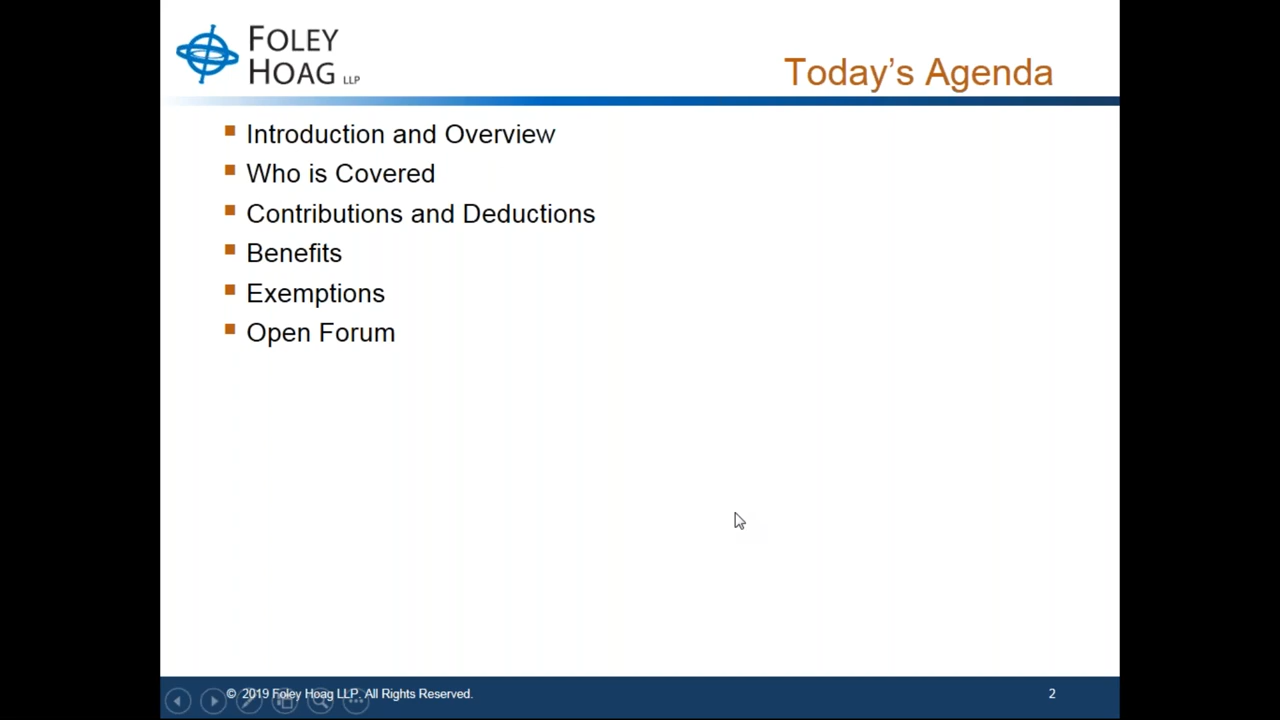 FOLEY
HOAG LLP
Today's Agenda
Introduction and Overview
Who is Covered
Contributions and Deductions
Benefits
Exemptions
Open Forum
© 2019 Foley Hoag LLP. All Rights Reserved.
2